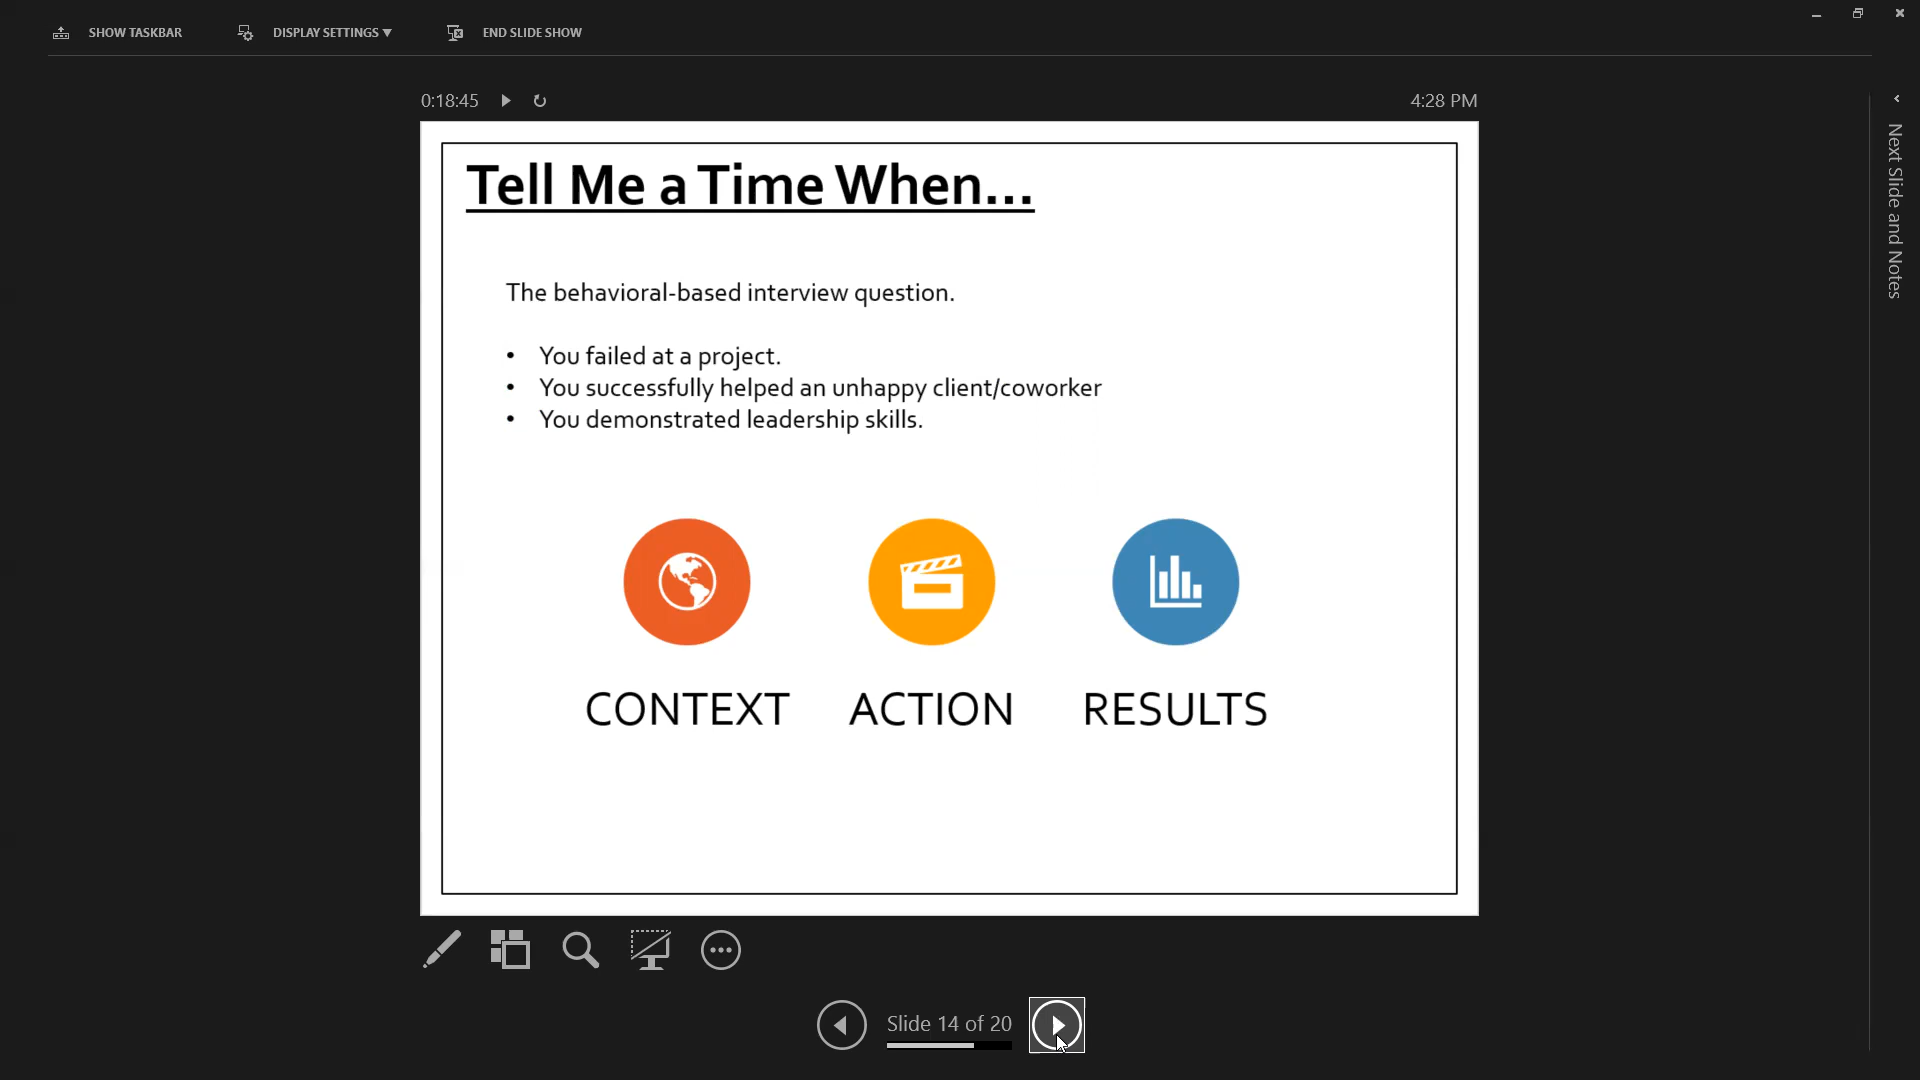 SHOW TASKBAR
DISPLAY SETTINGS ▼
END SLIDE SHOW
0:18:45
4:28 PM
Tell Me a Time When...
The behavioral-based interview question.
• You failed at a project.
• You successfully helped an unhappy client/coworker
• You demonstrated leadership skills.
CONTEXT
ACTION
RESULTS
Slide 14 of 20
Next Slide and Notes